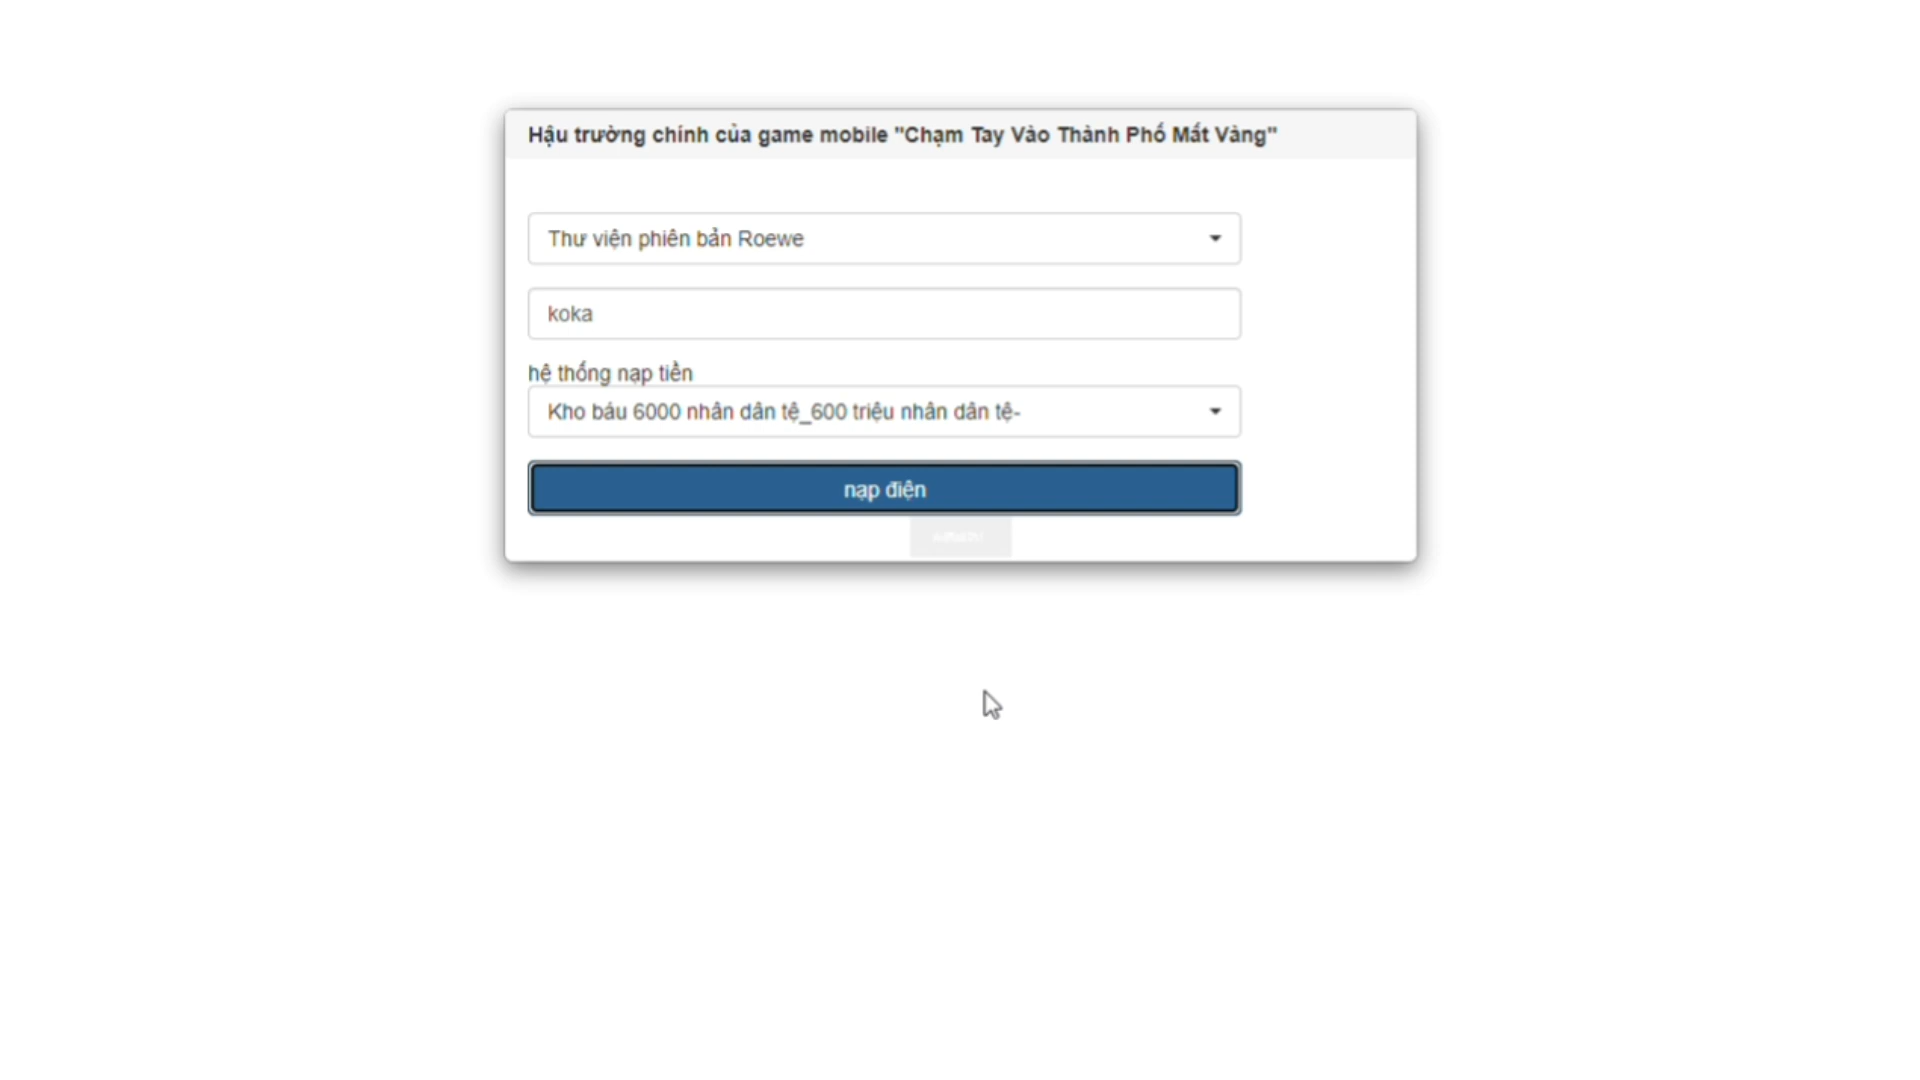 Hậu trường chính của game mobile "Chạm Tay Vào Thành Phố Mất Vàng"
Thư viện phiên bản Roewe
koka
hệ thống nạp tiền
Kho báu 6000 nhân dân tệ_600 triệu nhân dân tệ-
nạp điện